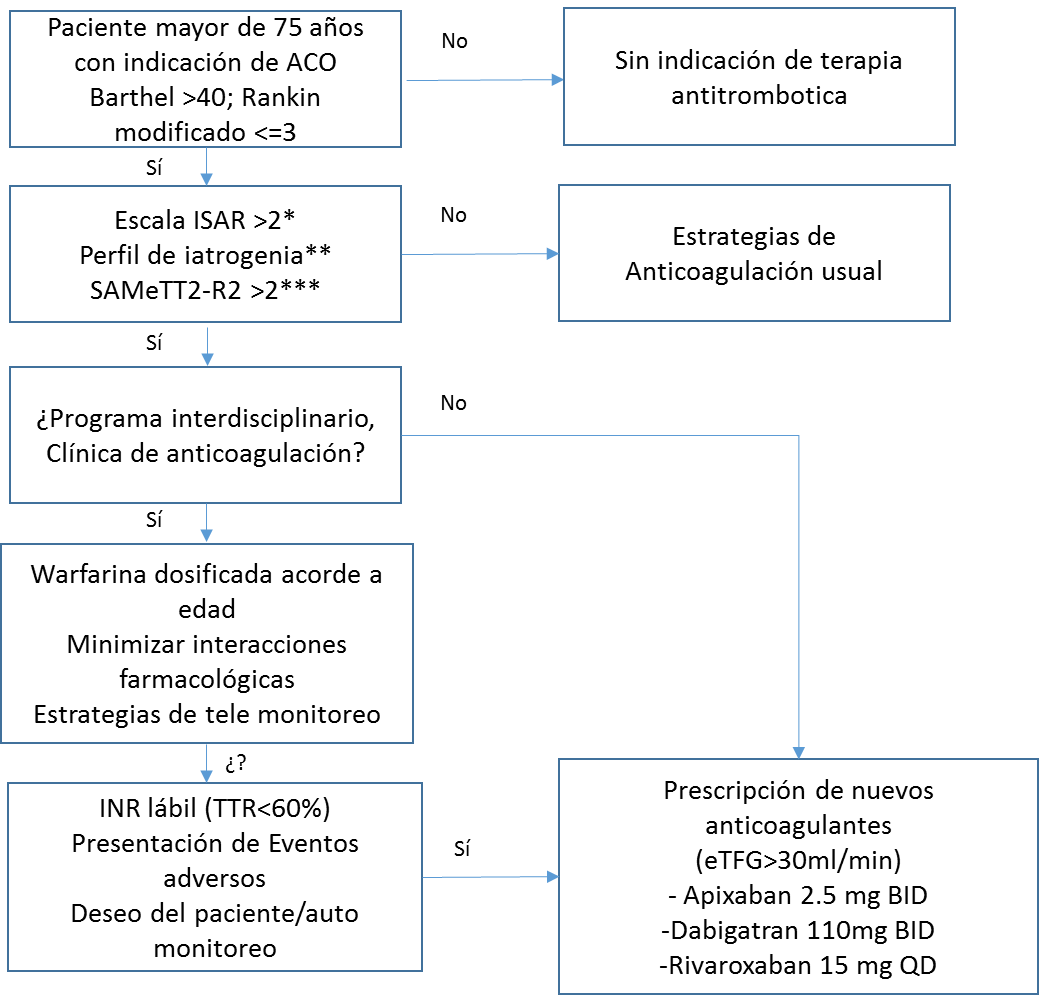 Paciente mayor de 75 años
con indicación de ACO
Barthel >40; Rankin
modificado <=3
No
Sin indicación de terapia
antitrombotica
Sí
Escala ISAR >2*
Perfil de iatrogenia**
SAMeTT2-R2 >2***
No
Estrategias de
Anticoagulación usual
Sí
¿Programa interdisciplinario,
Clínica de anticoagulación?
No
Sí
Warfarina dosificada acorde a
edad
Minimizar interacciones
farmacológicas
Estrategias de tele monitoreo
¿?
INR lábil (TTR<60%)
Presentación de Eventos
adversos
Deseo del paciente/auto
monitoreo
Sí
Prescripción de nuevos
anticoagulantes
(eTFG>30ml/min)
- Apixaban 2.5 mg BID
-Dabigatran 110mg BID
-Rivaroxaban 15 mg QD